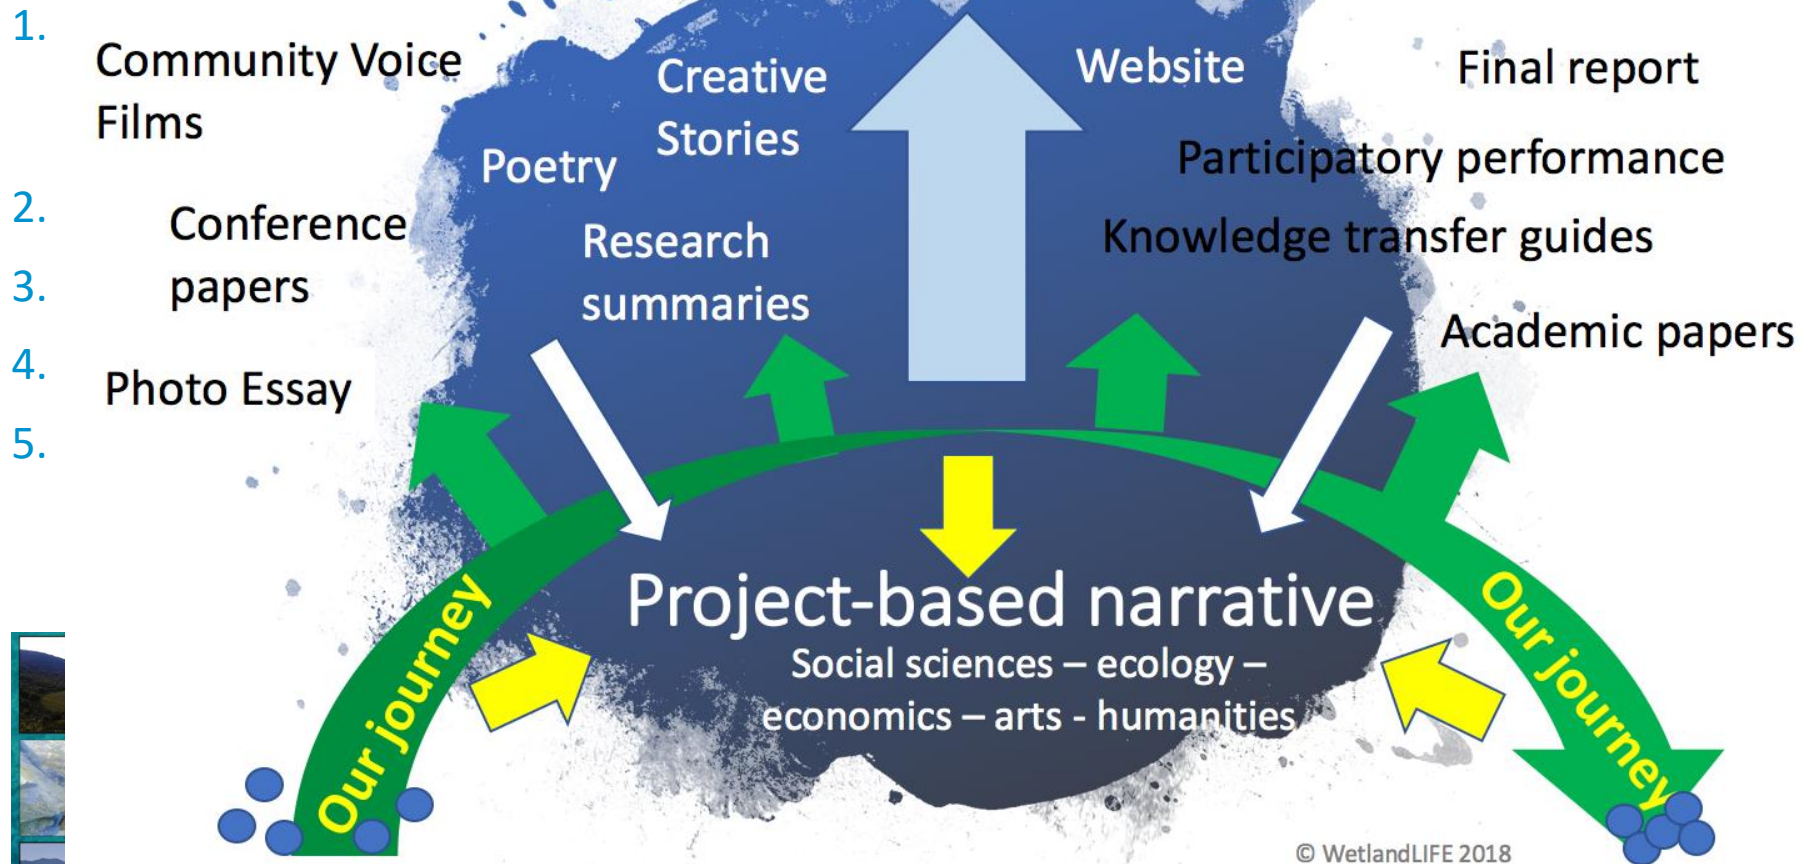 1.
Community Voice
Films
Creative
Stories
Website
Final report
Poetry
Participatory performance
2.
Conference
papers
Research
summaries
Knowledge transfer guides
3.
Academic papers
4.
Photo Essay
5.
Our journey
Project-based narrative
Social sciences – ecology –
economics – arts - humanities
Our journey
© WetlandLIFE 2018